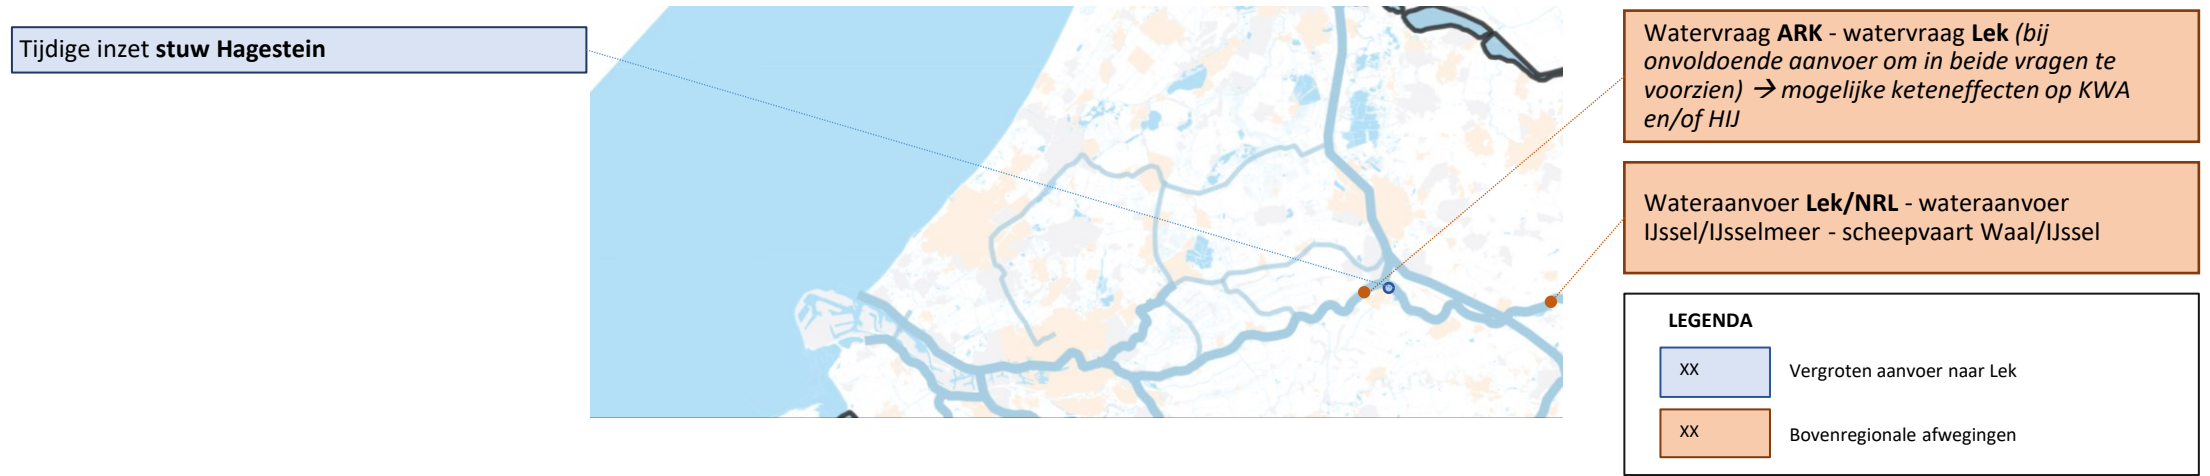 Tijdige inzet stuw Hagestein
Watervraag ARK - watervraag Lek (bij
onvoldoende aanvoer om in beide vragen te
voorzien) → mogelijke keteneffecten op KWA
en/of HIJ
Wateraanvoer Lek/NRL - wateraanvoer
IJssel/IJsselmeer - scheepvaart Waal/IJssel
LEGENDA
XX
Vergroten aanvoer naar Lek
XX
Bovenregionale afwegingen